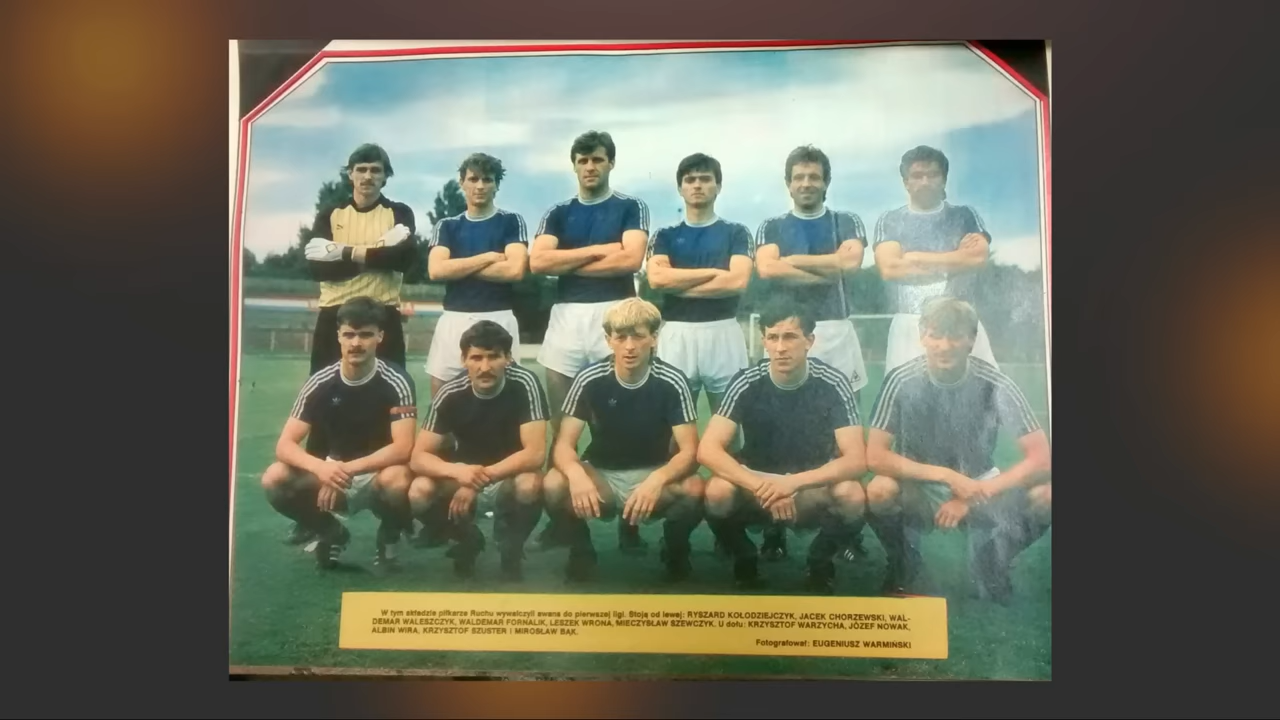 W tym składzie piłkarze Ruchu wywalczyli awans do pierwszej ligi. Stoją od lewej: RYSZARD KOŁODZIEJCZYK, JACEK CHORZEWSKI, WAL-
DEMAR WALESZCZYK, WALDEMAR FORNALIK, LESZEK WRONA, MIECZYSŁAW SZEWCZYK. U dołu: KRZYSZTOF WARZYCHA, JÓZEF NOWAK,
ALBIN WIRA, KRZYSZTOF SZUSTER i MIROSŁAW BĄK.
Fotografował: EUGENIUSZ WARMIŃSKI